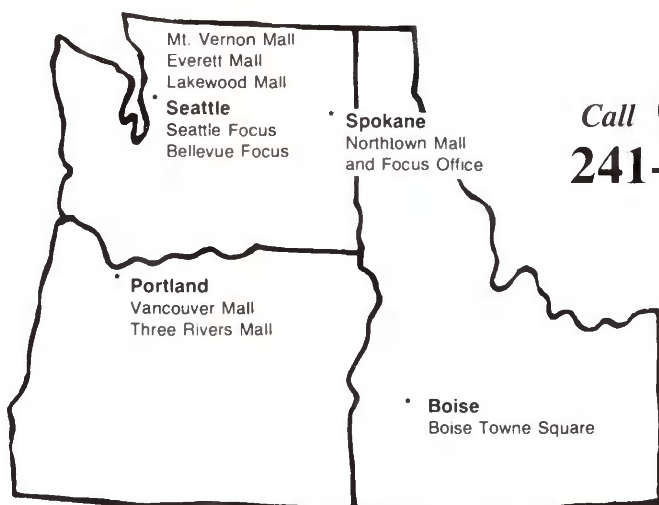 Mt. Vernon Mall
Everett Mall
Lakewood Mall
Seattle
Seattle Focus
Bellevue Focus
Spokane
Northtown Mall
and Focus Office
Call
241-
Portland
Vancouver Mall
Three Rivers Mall
Boise
Boise Towne Square